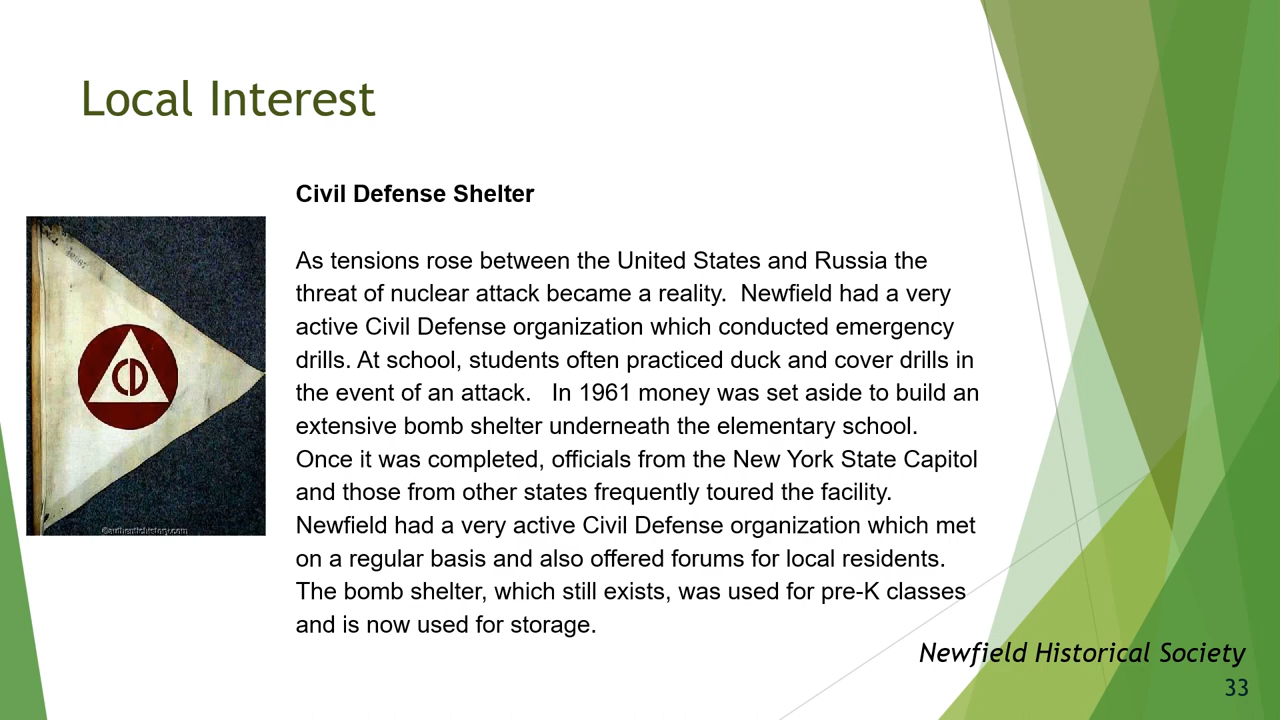 Local Interest
Civil Defense Shelter
As tensions rose between the United States and Russia the
threat of nuclear attack became a reality.  Newfield had a very
active Civil Defense organization which conducted emergency
drills. At school, students often practiced duck and cover drills in
the event of an attack.   In 1961 money was set aside to build an
extensive bomb shelter underneath the elementary school.
Once it was completed, officials from the New York State Capitol
and those from other states frequently toured the facility.
Newfield had a very active Civil Defense organization which met
on a regular basis and also offered forums for local residents.
The bomb shelter, which still exists, was used for pre-K classes
and is now used for storage.
CD
©authentichistory.com
Newfield Historical Society
33